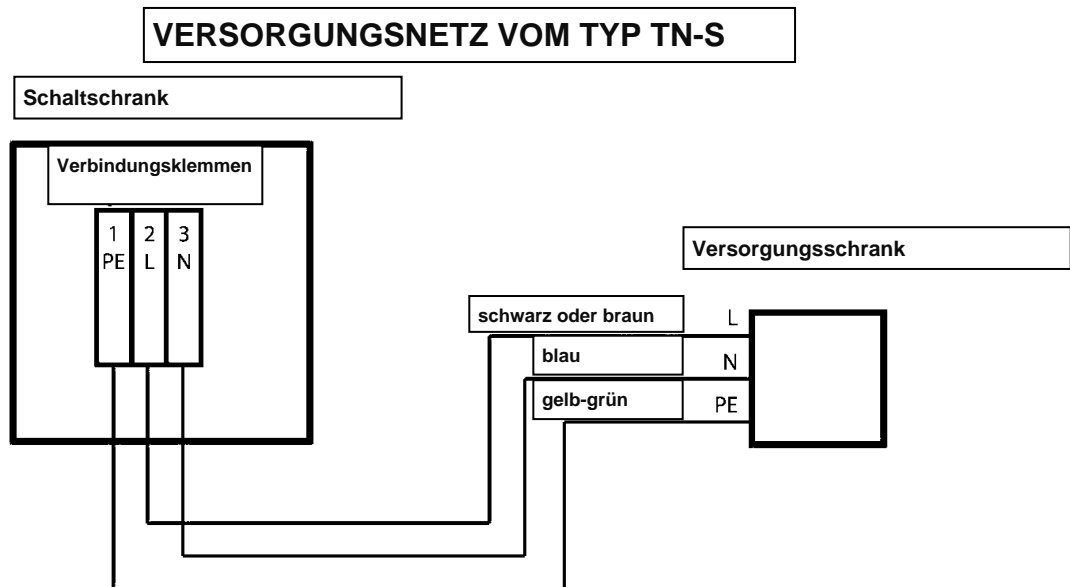 VERSORGUNGSNETZ VOM TYP TN-S
Schaltschrank
Verbindungsklemmen
1 2 3
PE L N
Versorgungsschrank
schwarz oder braun L
blau N
gelb-grün PE